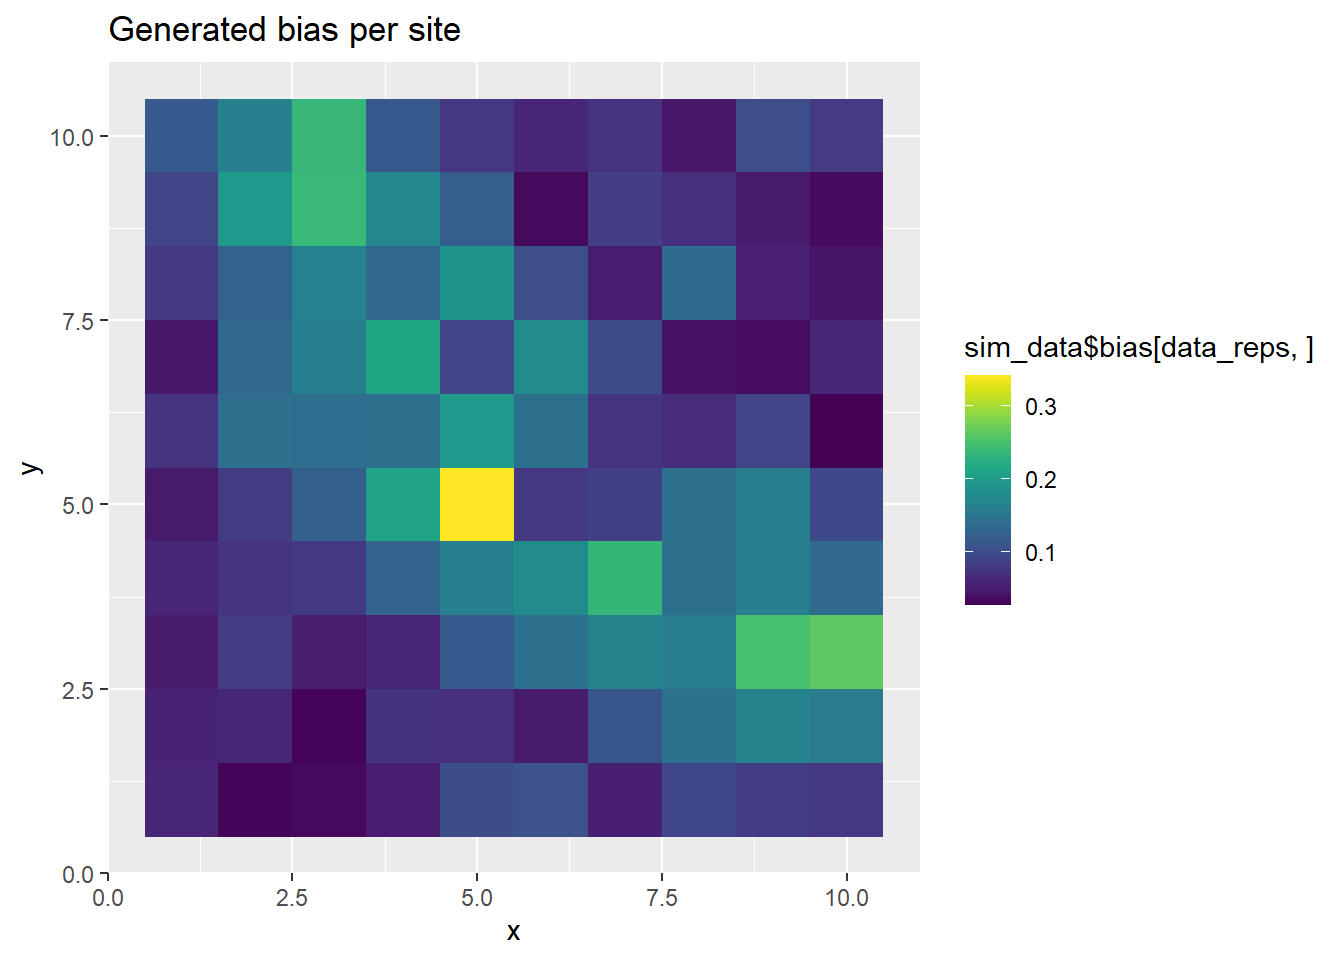 Generated bias per site
10.0
7.5
5.0
2.5
0.0
y
0.0 2.5 5.0 7.5 10.0
x
sim_data$bias[data_reps, ]
0.3
0.2
0.1